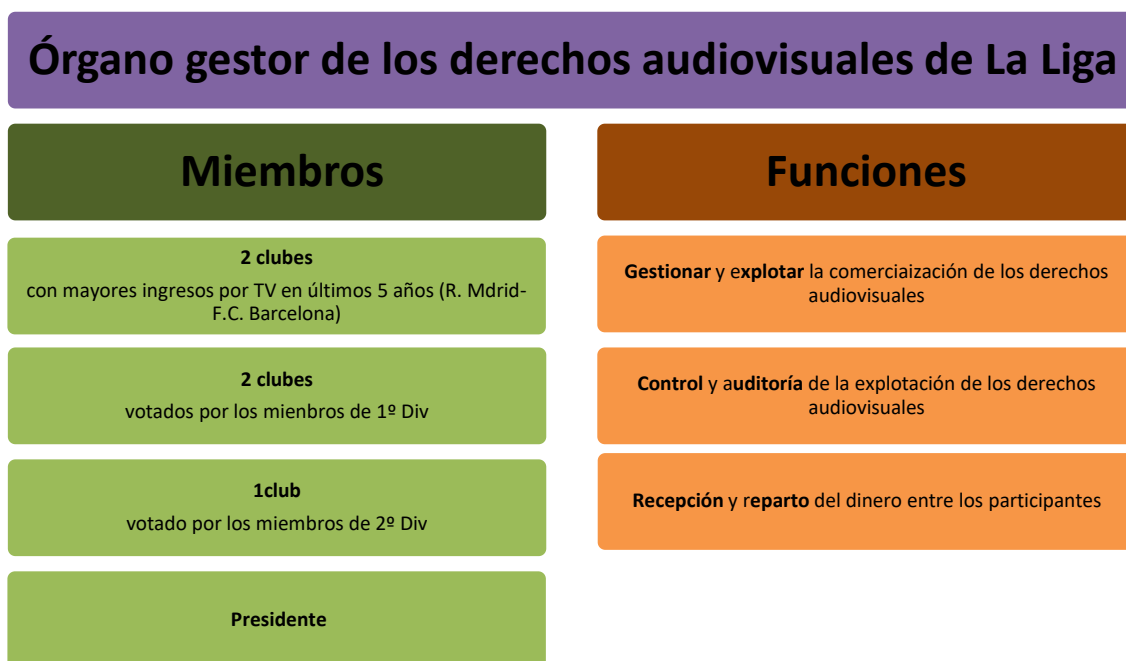 Órgano gestor de los derechos audiovisuales de La Liga
Miembros
2 clubes
con mayores ingresos por TV en últimos 5 años (R. Mdrid-
F.C. Barcelona)
2 clubes
votados por los mienbros de 1º Div
1club
votado por los miembros de 2º Div
Presidente
Funciones
Gestionar y explotar la comerciaización de los derechos
audiovisuales
Control y auditoría de la explotación de los derechos
audiovisuales
Recepción y reparto del dinero entre los participantes